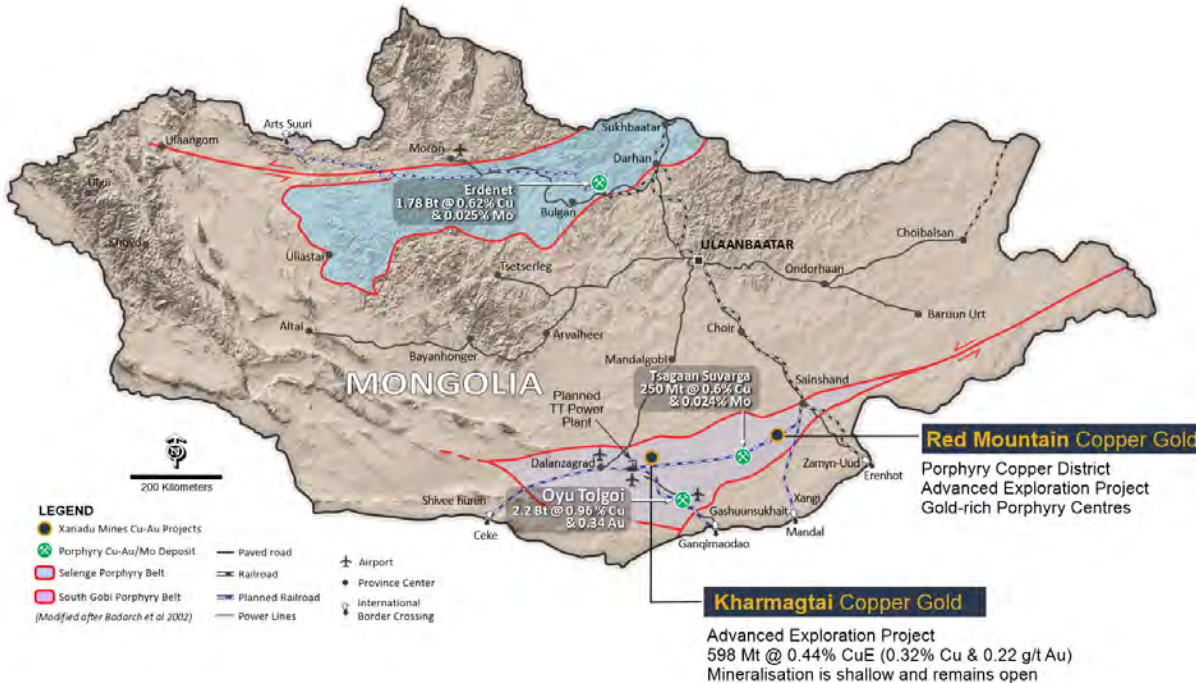 Arts Suuri
Ulaangom
Moron
Sukhbaatar
Darhan
Ulgii
Erdenet
1.78 Bt @ 0.62% Cu
& 0.025% Mo
Bulgan
Khovd
Choibalsan
ULAANBAATAR
Uliastai
Tsetserleg
Ondorhaan
Baruun Urt
Altai
Arvaiheer
Choir
Bayanhonger
Mandalgobi
MONGOLIA
Tsagaan Suvarga
250 Mt @ 0.6% Cu
& 0.024% Mo
Sainshand
Planned
TT Power
Plant
Red Mountain Copper Gold
Porphyry Copper District
Advanced Exploration Project
Gold-rich Porphyry Centres
Dalanzagrad
Zamyn-Uud
Erenhot
200 Kilometers
Oyu Tolgoi
2.2 Bt @ 0.96% Cu
& 0.34 Au
Shivee huren
Gashuunsukhait
Xangi
Ceke
Mandal
Ganqimaodao
LEGEND
Xanadu Mines Cu-Au Projects
Porphyry Cu-Au/Mo Deposit
Selenge Porphyry Belt
South Gobi Porphyry Belt
(Modified after Badarch et al 2002)
Paved road
Railroad
Planned Railroad
Power Lines
Airport
Province Center
International
Border Crossing
Kharmagtai Copper Gold
Advanced Exploration Project
598 Mt @ 0.44% CuE (0.32% Cu & 0.22 g/t Au)
Mineralisation is shallow and remains open